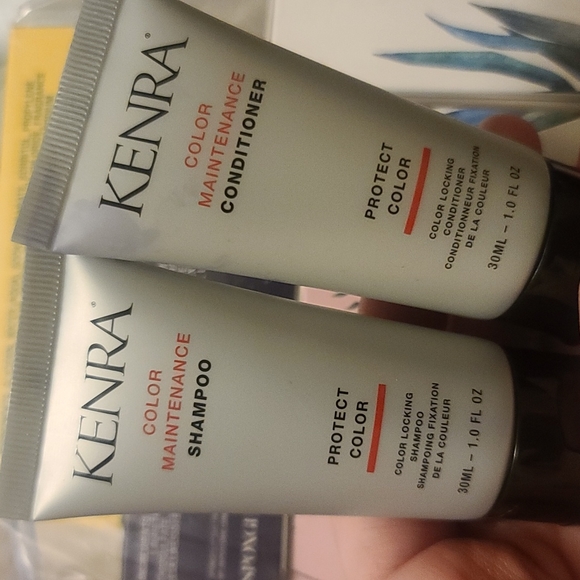 KENRA
COLOR
MAINTENANCE
CONDITIONER
PROTECT
COLOR
COLOR LOCKING
CONDITIONER
CONDITIONNEUR FIXATION
DE LA COULEUR
30ML - 1.0 FL OZ
KENRA
COLOR
MAINTENANCE
SHAMPOO
PROTECT
COLOR
COLOR LOCKING
SHAMPOO
SHAMPOING FIXATION
DE LA COULEUR
30ML - 1.0 FL OZ